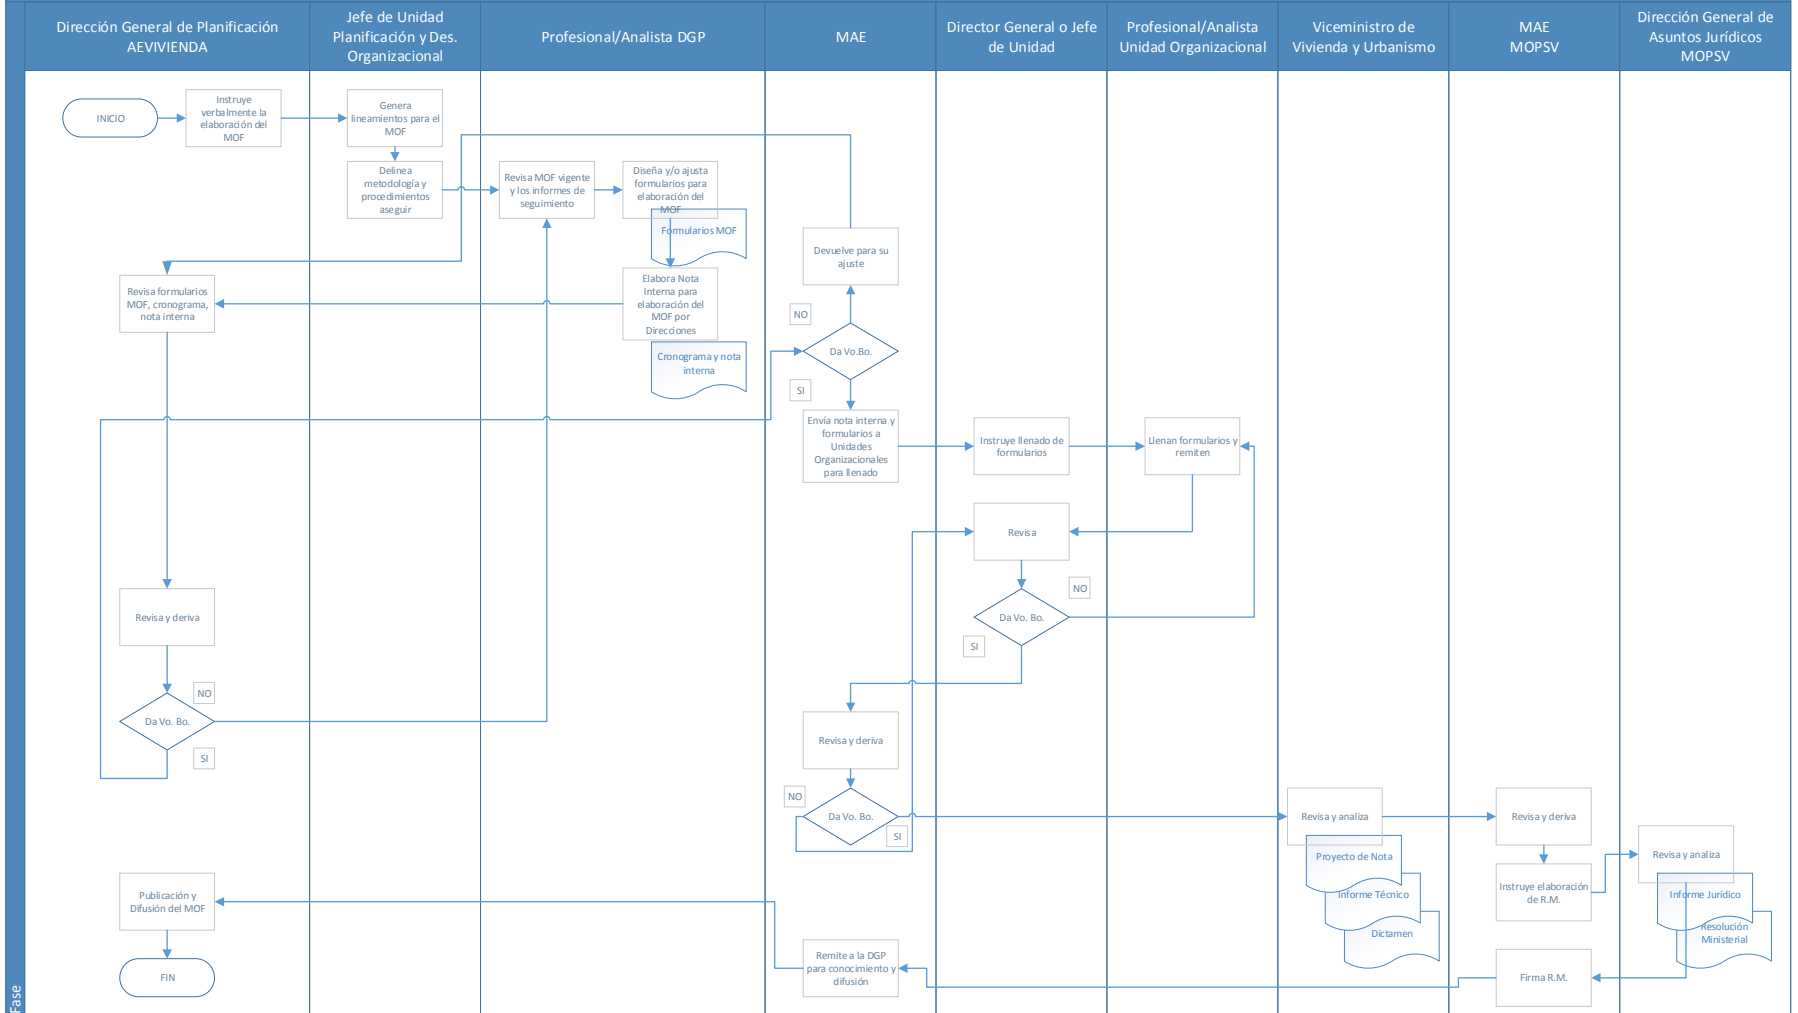 Dirección General de Planificación
AEVIVIENDA
Jefe de Unidad
Planificación y Des.
Organizacional
Profesional/Analista DGP
MAE
Director General o Jefe
de Unidad
Profesional/Analista
Unidad Organizacional
Viceministro de
Vivienda y Urbanismo
MAE
MOPSV
Dirección General de
Asuntos Jurídicos
MOPSV
INICIO
Instruye
verbalmente la
elaboración del
MOF
Genera
lineamientos para el
MOF
Delinea
metodología y
procedimientos
aseguir
Revisa MOF vigente
y los informes de
seguimiento
Diseña y/o ajusta
formularios para
elaboración del
MOF
Formularios MOF
Devuelve para su
ajuste
Revisa formularios
MOF, cronograma,
nota interna
Elabora Nota
Interna para
elaboración del
MOF por
Direcciones
Cronograma y nota
interna
NO
Da Vo.Bo.
SI
Envía nota interna y
formularios a
Unidades
Organizacionales
para llenado
Instruye llenado de
formularios
Llenan formularios y
remiten
Revisa
NO
Da Vo. Bo.
SI
Revisa y deriva
NO
Da Vo. Bo.
SI
Revisa y deriva
NO
Da Vo. Bo.
SI
Revisa y analiza
Proyecto de Nota
Informe Técnico
Dictamen
Revisa y deriva
Instruye elaboración
de R.M.
Revisa y analiza
Informe Jurídico
Resolución
Ministerial
Publicación y
Difusión del MOF
Remite a la DGP
para conocimiento y
difusión
Firma R.M.
FIN
Fase